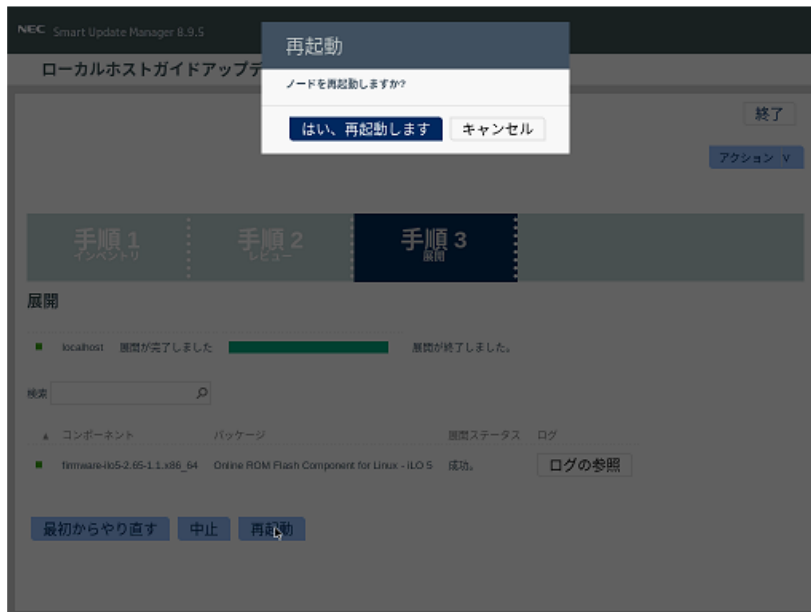 NEC Smart Update Manager 8.9.5
再起動
ローカルホストガイドアップデ
ノードを再起動しますか?
はい、再起動します キャンセル
終了
アクション ∨
手順 1 手順 2 手順 3
インベントリ レビュー 展開
展開
localhost 展開が完了しました 展開が終了しました。
検索
▲ コンポーネント パッケージ 展開ステータス ログ
firmware-ilo5-2.65-1.1.x86_64 Online ROM Flash Component for Linux - iLO 5 成功。 ログの参照
最初からやり直す 中止 再起動